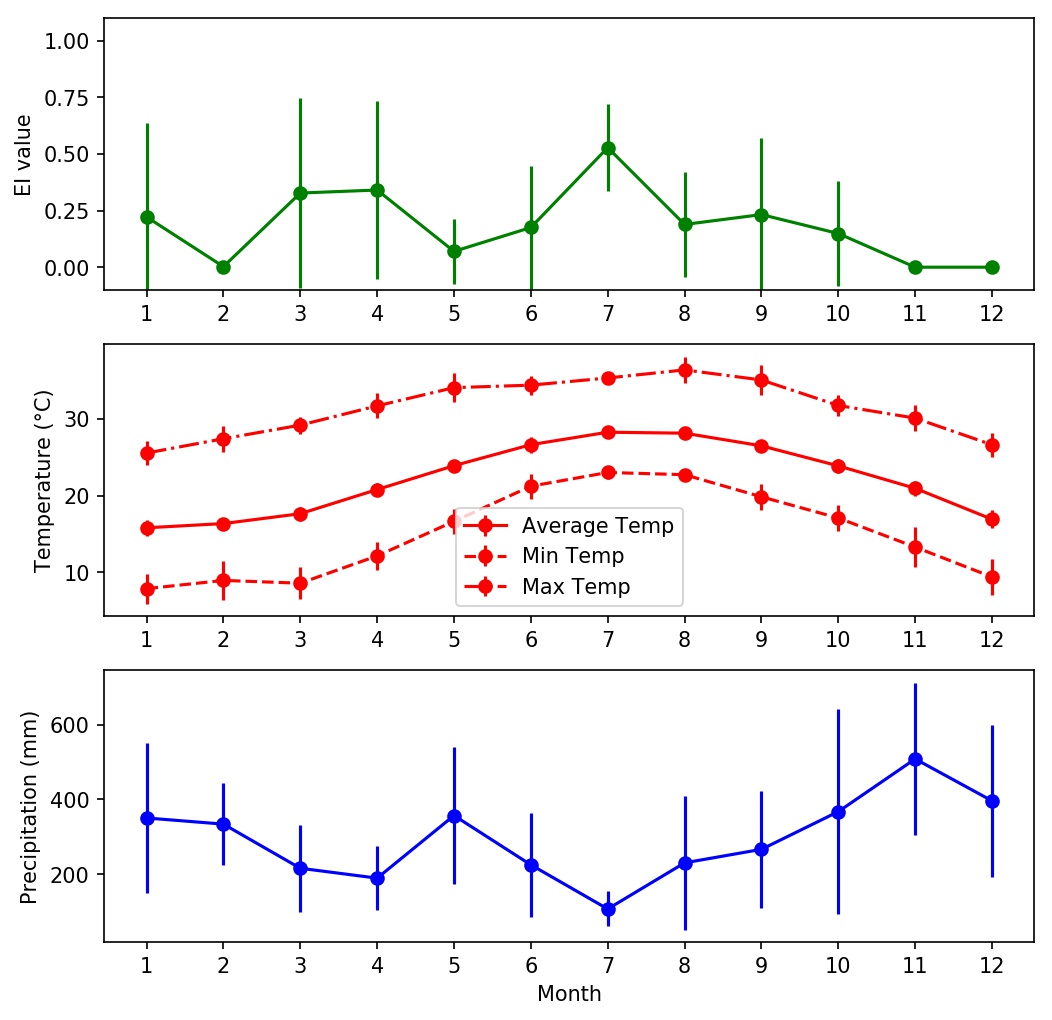 EI value
1.00
0.75
0.50
0.25
0.00
1 2 3 4 5 6 7 8 9 10 11 12
Temperature (°C)
30
20
10
Average Temp
Min Temp
Max Temp
1 2 3 4 5 6 7 8 9 10 11 12
Precipitation (mm)
600
400
200
1 2 3 4 5 6 7 8 9 10 11 12
Month